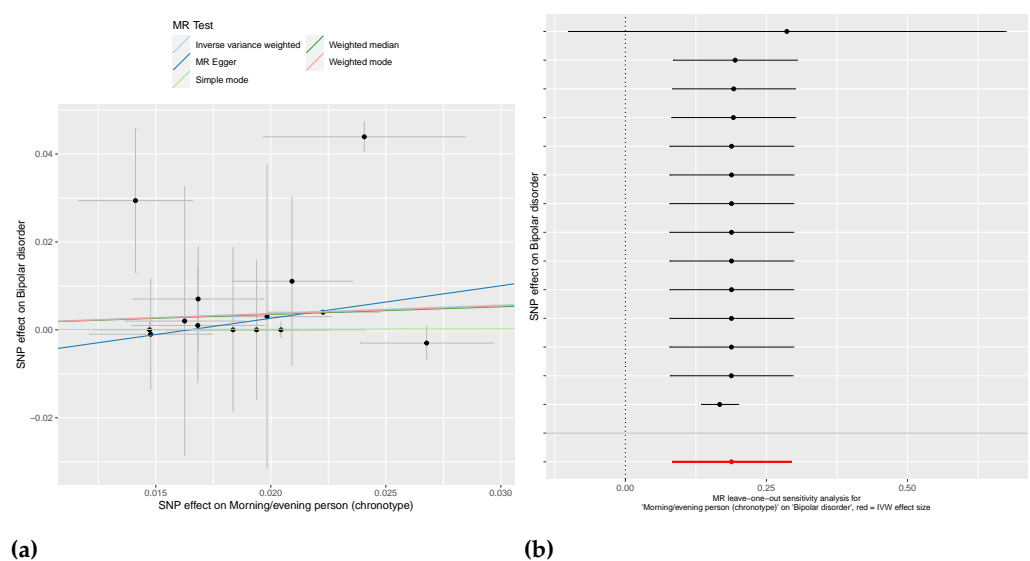 MR Test
Inverse variance weighted
Weighted median
MR Egger
Weighted mode
Simple mode
SNP effect on Bipolar disorder
0.04
0.02
0.00
−0.02
0.015
0.020
0.025
0.030
SNP effect on Morning/evening person (chronotype)
(a)
SNP effect on Bipolar disorder
0.00
0.25
0.50
MR leave−one−out sensitivity analysis for
'Morning/evening person (chronotype)' on 'Bipolar disorder', red = IVW effect size
(b)